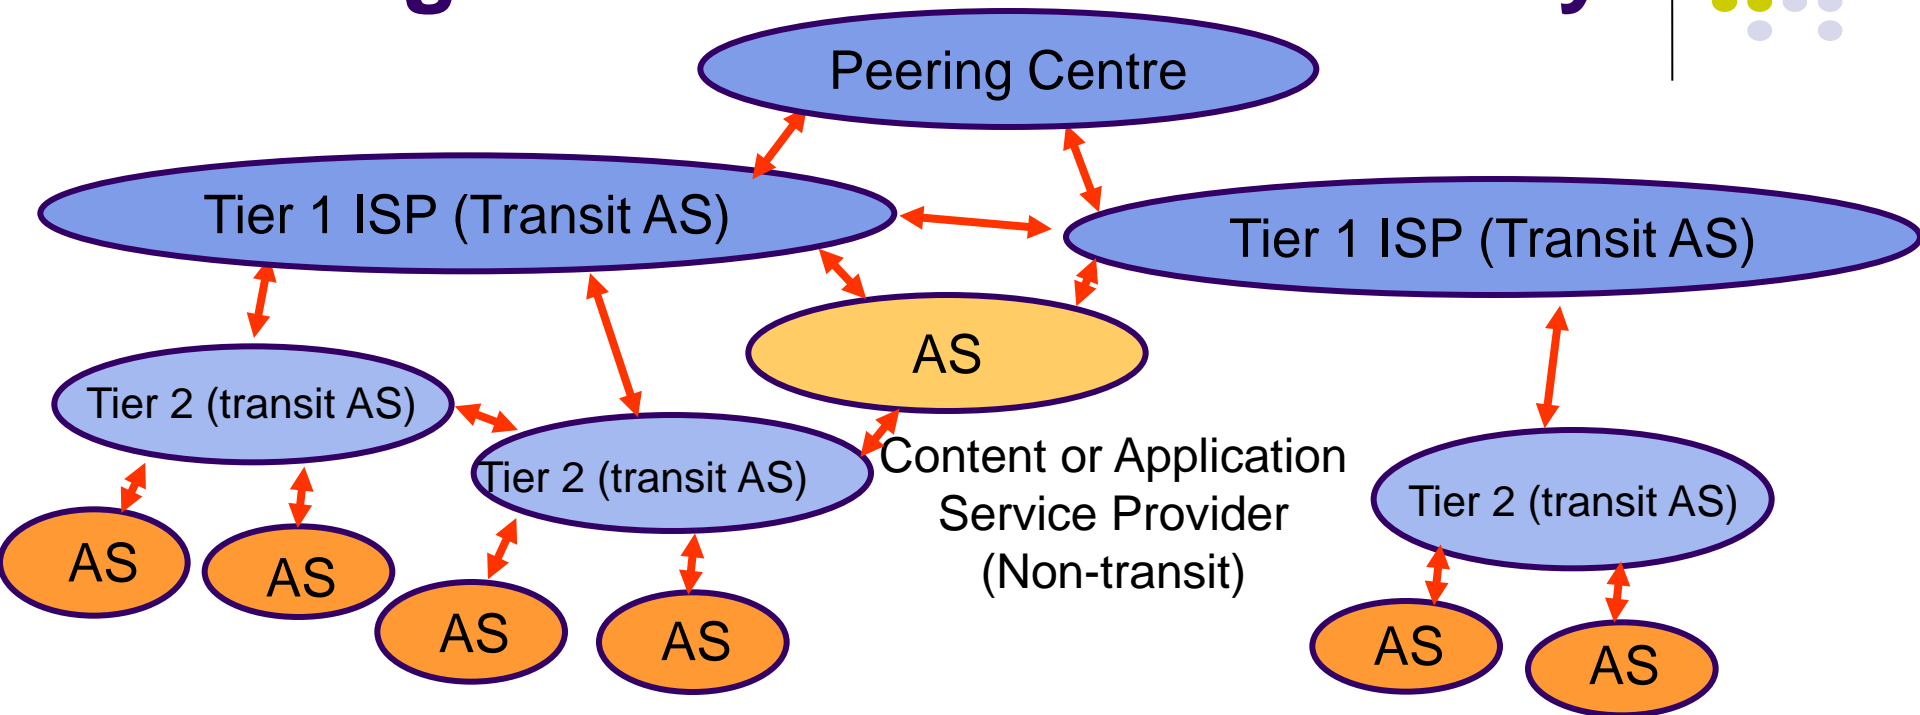 Peering Centre
Tier 1 ISP (Transit AS)
Tier 1 ISP (Transit AS)
AS
Tier 2 (transit AS)
Tier 2 (transit AS)
Content or Application
Service Provider
(Non-transit)
Tier 2 (transit AS)
AS
AS
AS
AS
AS
AS